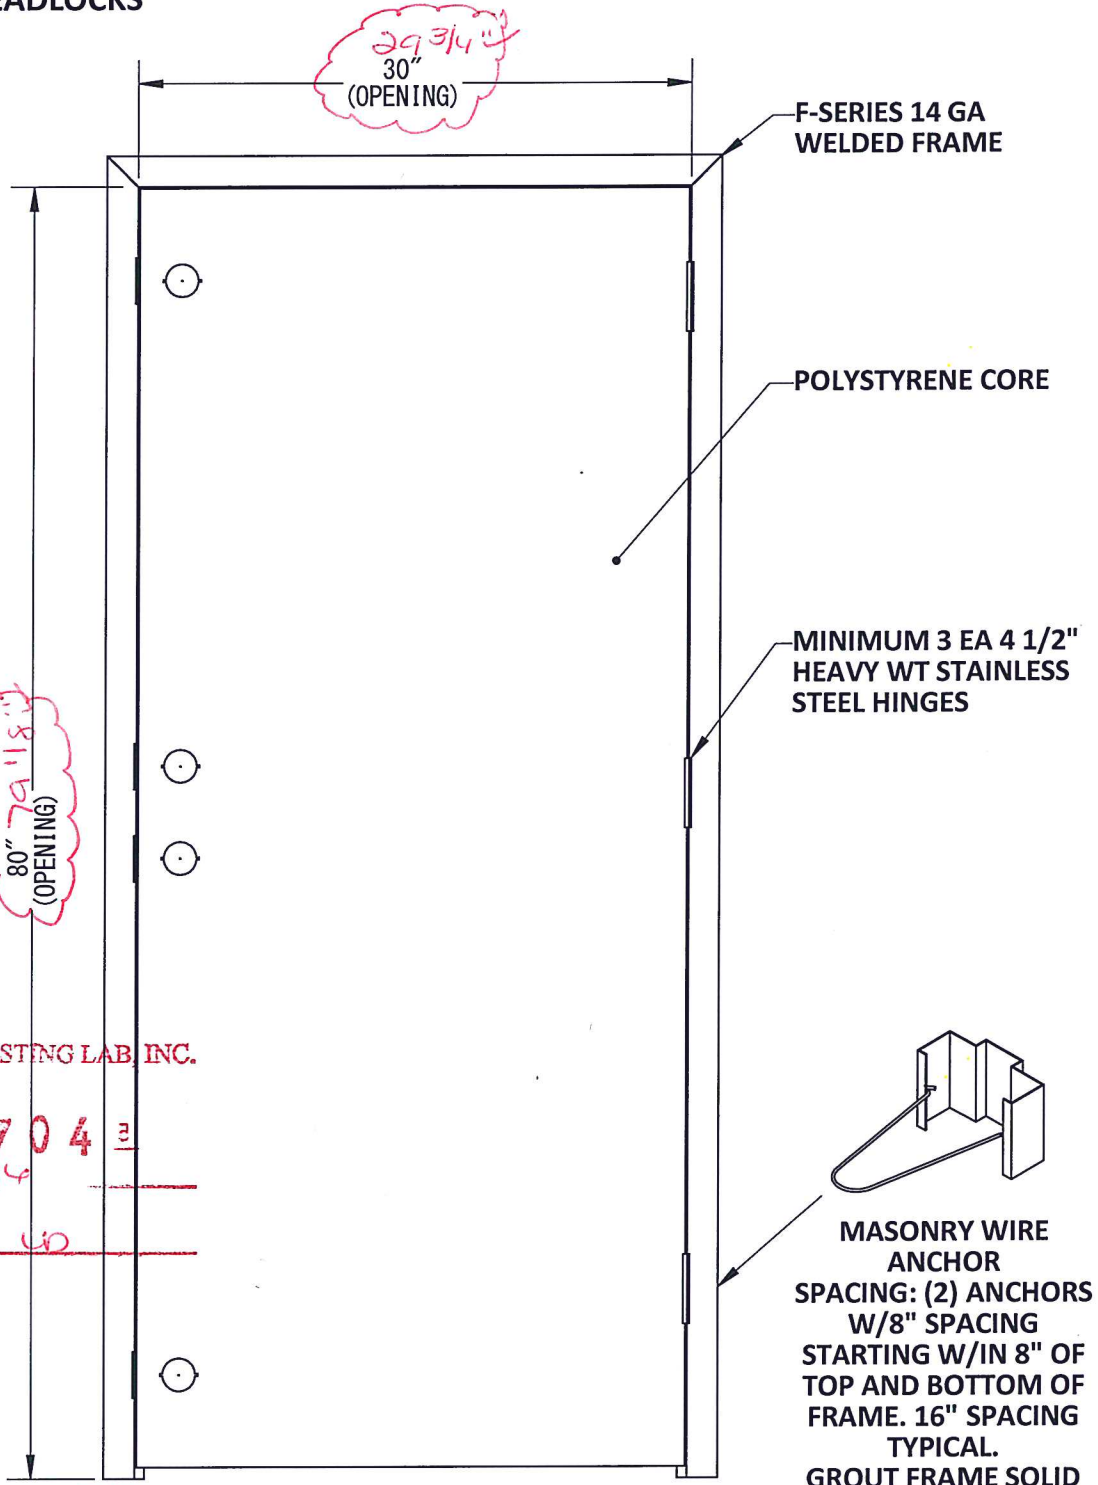 EADLOCKS
29 3/4"
30"
(OPENING)
F-SERIES 14 GA
WELDED FRAME
POLYSTYRENE CORE
MINIMUM 3 EA 4 1/2"
HEAVY WT STAINLESS
STEEL HINGES
80"
(OPENING)
STING LAB, INC.
704
MASONRY WIRE
ANCHOR
SPACING: (2) ANCHORS
W/8" SPACING
STARTING W/IN 8" OF
TOP AND BOTTOM OF
FRAME. 16" SPACING
TYPICAL.
GROUT FRAME SOLID